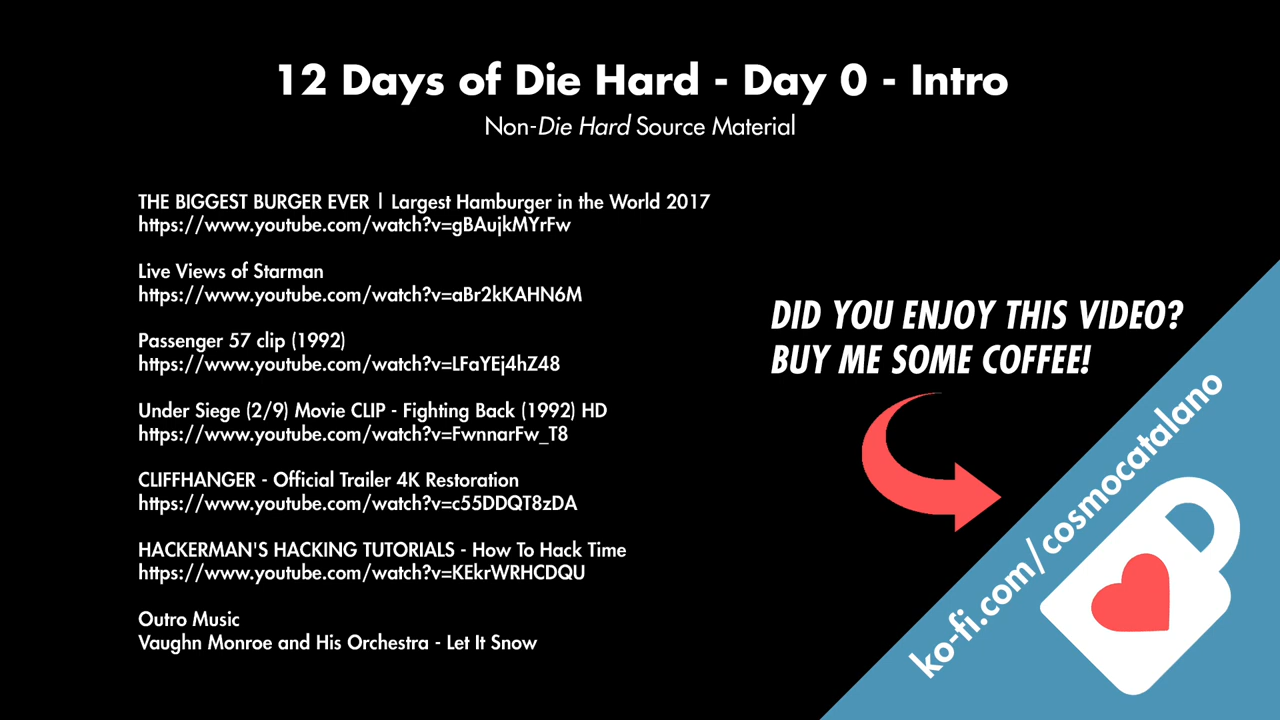 12 Days of Die Hard - Day 0 - Intro
Non-Die Hard Source Material
THE BIGGEST BURGER EVER | Largest Hamburger in the World 2017
https://www.youtube.com/watch?v=gBAujkMYrFw
Live Views of Starman
https://www.youtube.com/watch?v=aBr2kKAHN6M
Passenger 57 clip (1992)
https://www.youtube.com/watch?v=LFaYEj4hZ48
Under Siege (2/9) Movie CLIP - Fighting Back (1992) HD
https://www.youtube.com/watch?v=FwnnarFw_T8
CLIFFHANGER - Official Trailer 4K Restoration
https://www.youtube.com/watch?v=c55DDQT8zDA
HACKERMAN'S HACKING TUTORIALS - How To Hack Time
https://www.youtube.com/watch?v=KEkrWRHCDQU
Outro Music
Vaughn Monroe and His Orchestra - Let It Snow
DID YOU ENJOY THIS VIDEO?
BUY ME SOME COFFEE!
ko-fi.com/cosmocatalano